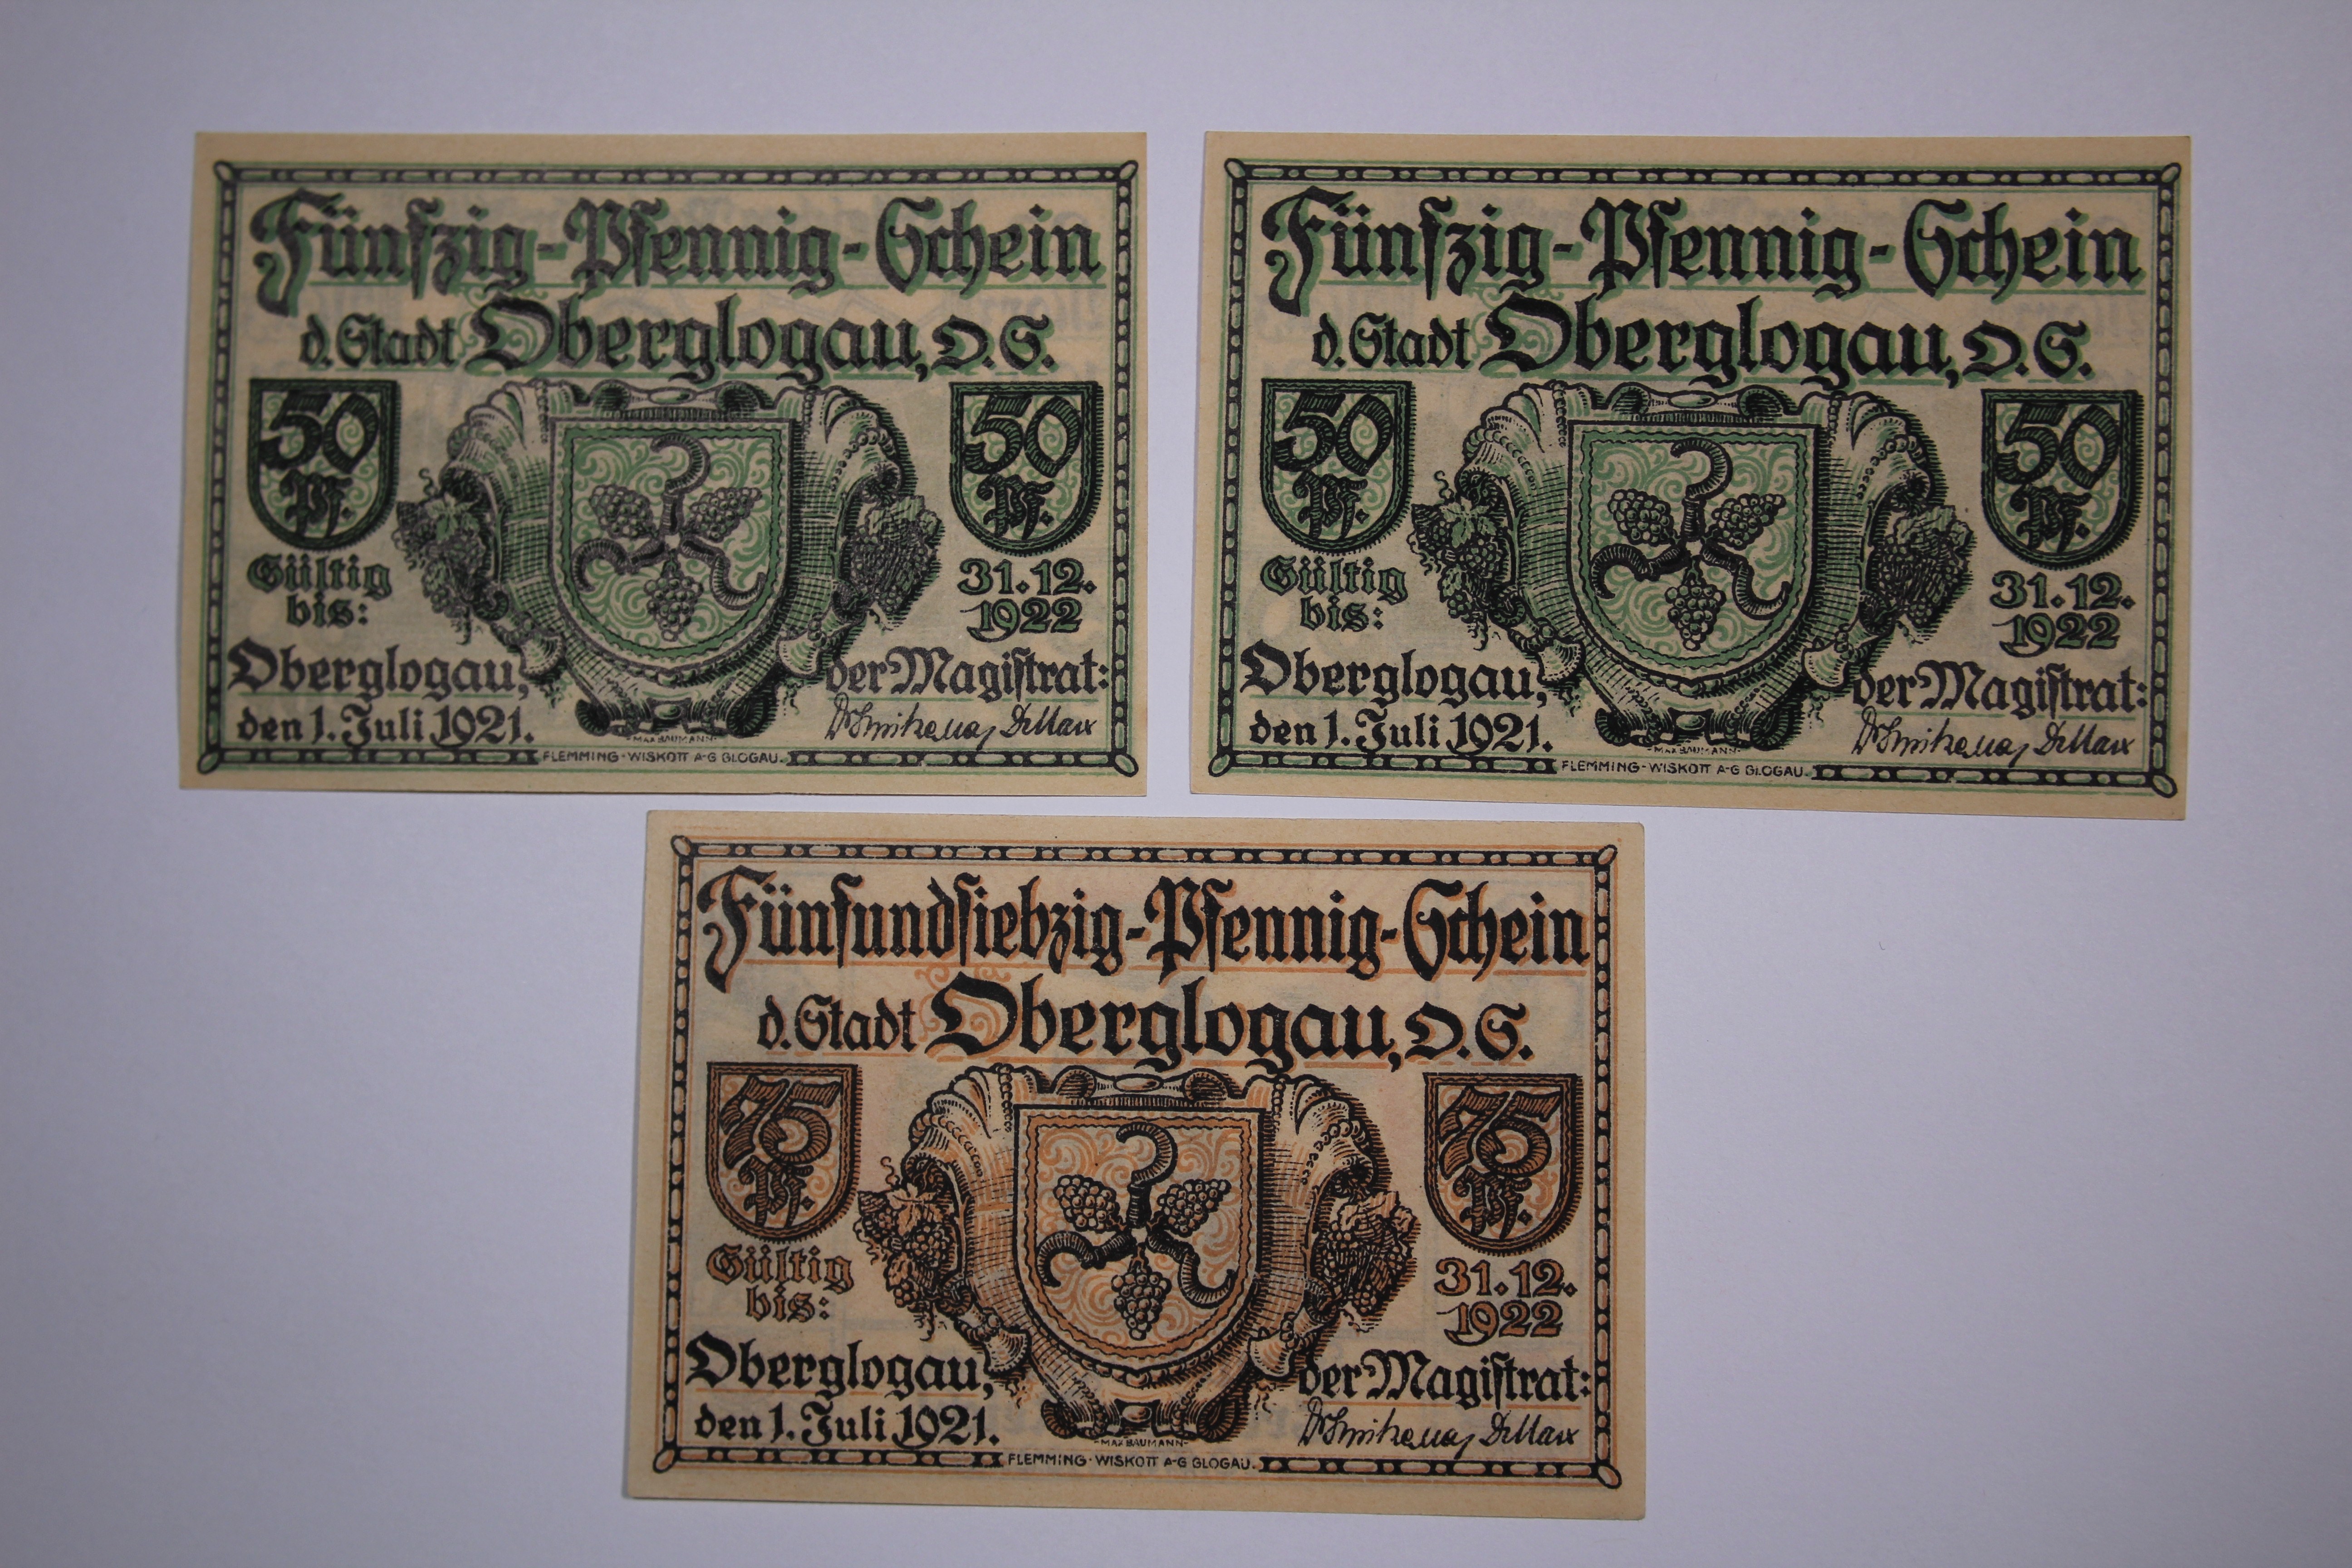 Fünfzig-Pfennig-Schein
d. Stadt Oberglogau, O.S.
50
Pf.
50
Pf.
Gültig
bis:
31.12.
1922
Oberglogau,
den 1. Juli 1921.
der Magistrat:
-MAX BAUMANN-
FLEMMING-WISKOTT A-G GLOGAU.
Fünfzig-Pfennig-Schein
d. Stadt Oberglogau, O.S.
50
Pf.
50
Pf.
Gültig
bis:
31.12.
1922
Oberglogau,
den 1. Juli 1921.
der Magistrat:
-MAX BAUMANN-
FLEMMING-WISKOTT A-G GLOGAU.
Fünfundſiebzig-Pfennig-Schein
d. Stadt Oberglogau, O.S.
75
Pf.
75
Pf.
Gültig
bis:
31.12.
1922
Oberglogau,
den 1. Juli 1921.
der Magiſtrat:
-MAX BAUMANN-
FLEMMING-WISKOTT A-G GLOGAU.